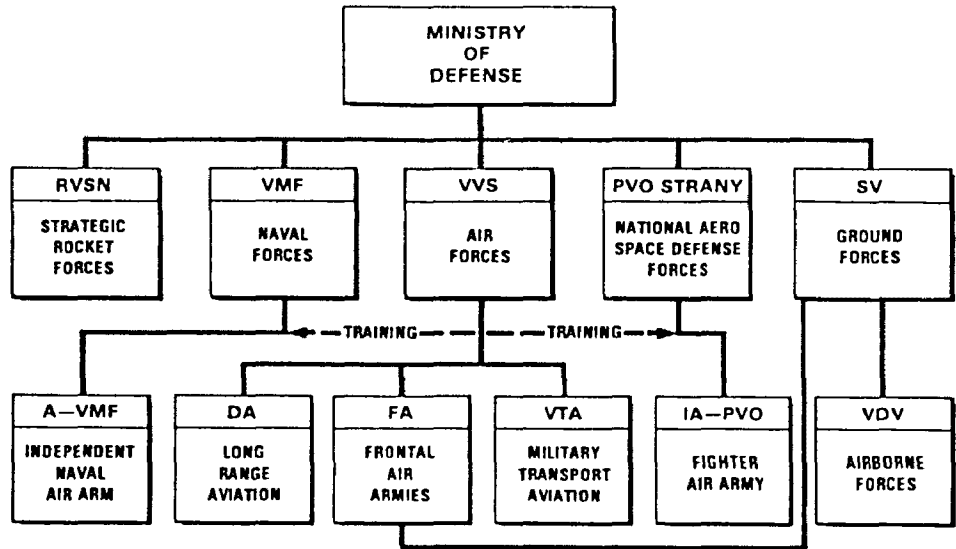 MINISTRY
OF
DEFENSE
RVSN
STRATEGIC
ROCKET
FORCES
VMF
NAVAL
FORCES
VVS
AIR
FORCES
PVO STRANY
NATIONAL AERO
SPACE DEFENSE
FORCES
SV
GROUND
FORCES
TRAINING
TRAINING
A—VMF
INDEPENDENT
NAVAL
AIR ARM
DA
LONG
RANGE
AVIATION
FA
FRONTAL
AIR
ARMIES
VTA
MILITARY
TRANSPORT
AVIATION
IA—PVO
FIGHTER
AIR ARMY
VDV
AIRBORNE
FORCES